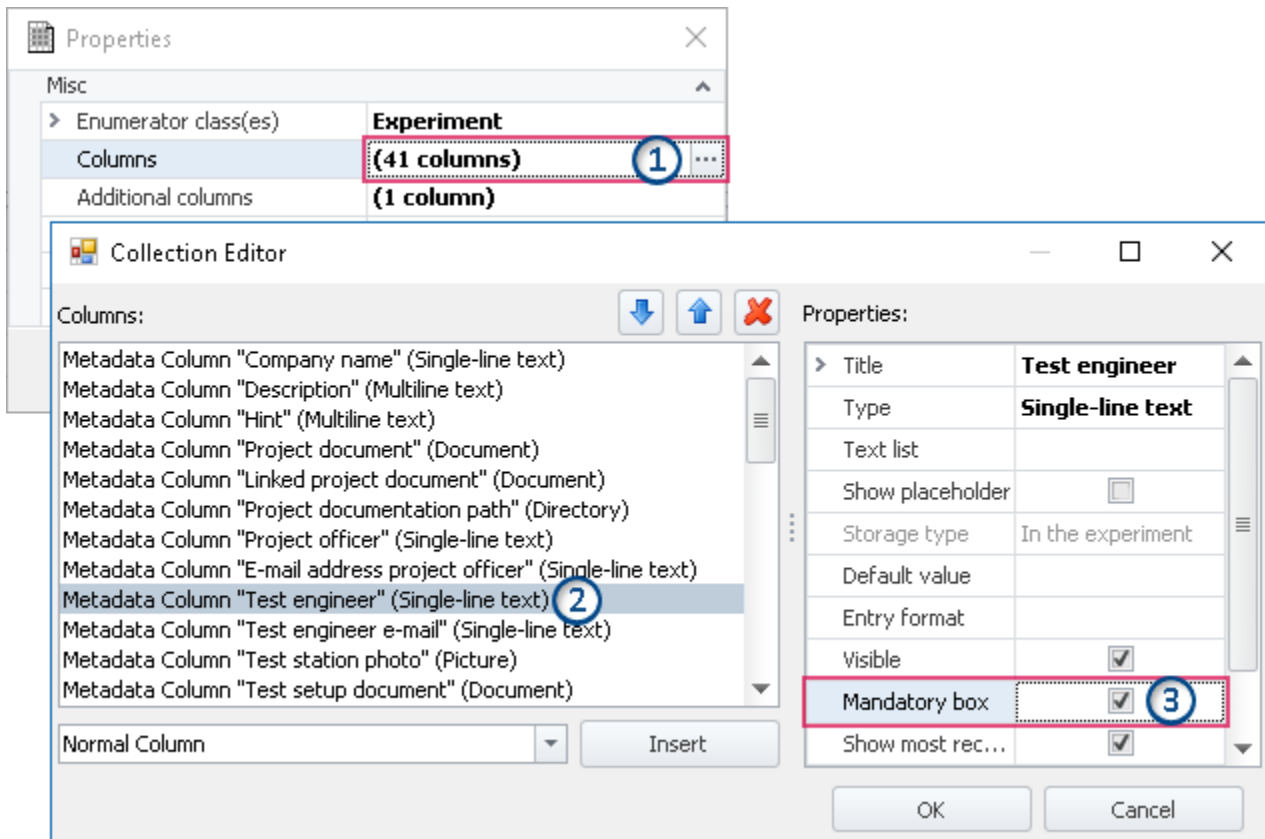 Properties
Misc
Enumerator class(es) Experiment
Columns (41 columns) 1 ...
Additional columns (1 column)
Collection Editor
Columns:
Metadata Column "Company name" (Single-line text)
Metadata Column "Description" (Multiline text)
Metadata Column "Hint" (Multiline text)
Metadata Column "Project document" (Document)
Metadata Column "Linked project document" (Document)
Metadata Column "Project documentation path" (Directory)
Metadata Column "Project officer" (Single-line text)
Metadata Column "E-mail address project officer" (Single-line text)
Metadata Column "Test engineer" (Single-line text) 2
Metadata Column "Test engineer e-mail" (Single-line text)
Metadata Column "Test station photo" (Picture)
Metadata Column "Test setup document" (Document)
Normal Column
Insert
Properties:
Title Test engineer
Type Single-line text
Text list
Show placeholder
Storage type In the experiment
Default value
Entry format
Visible
Mandatory box 3
Show most rec...
OK
Cancel